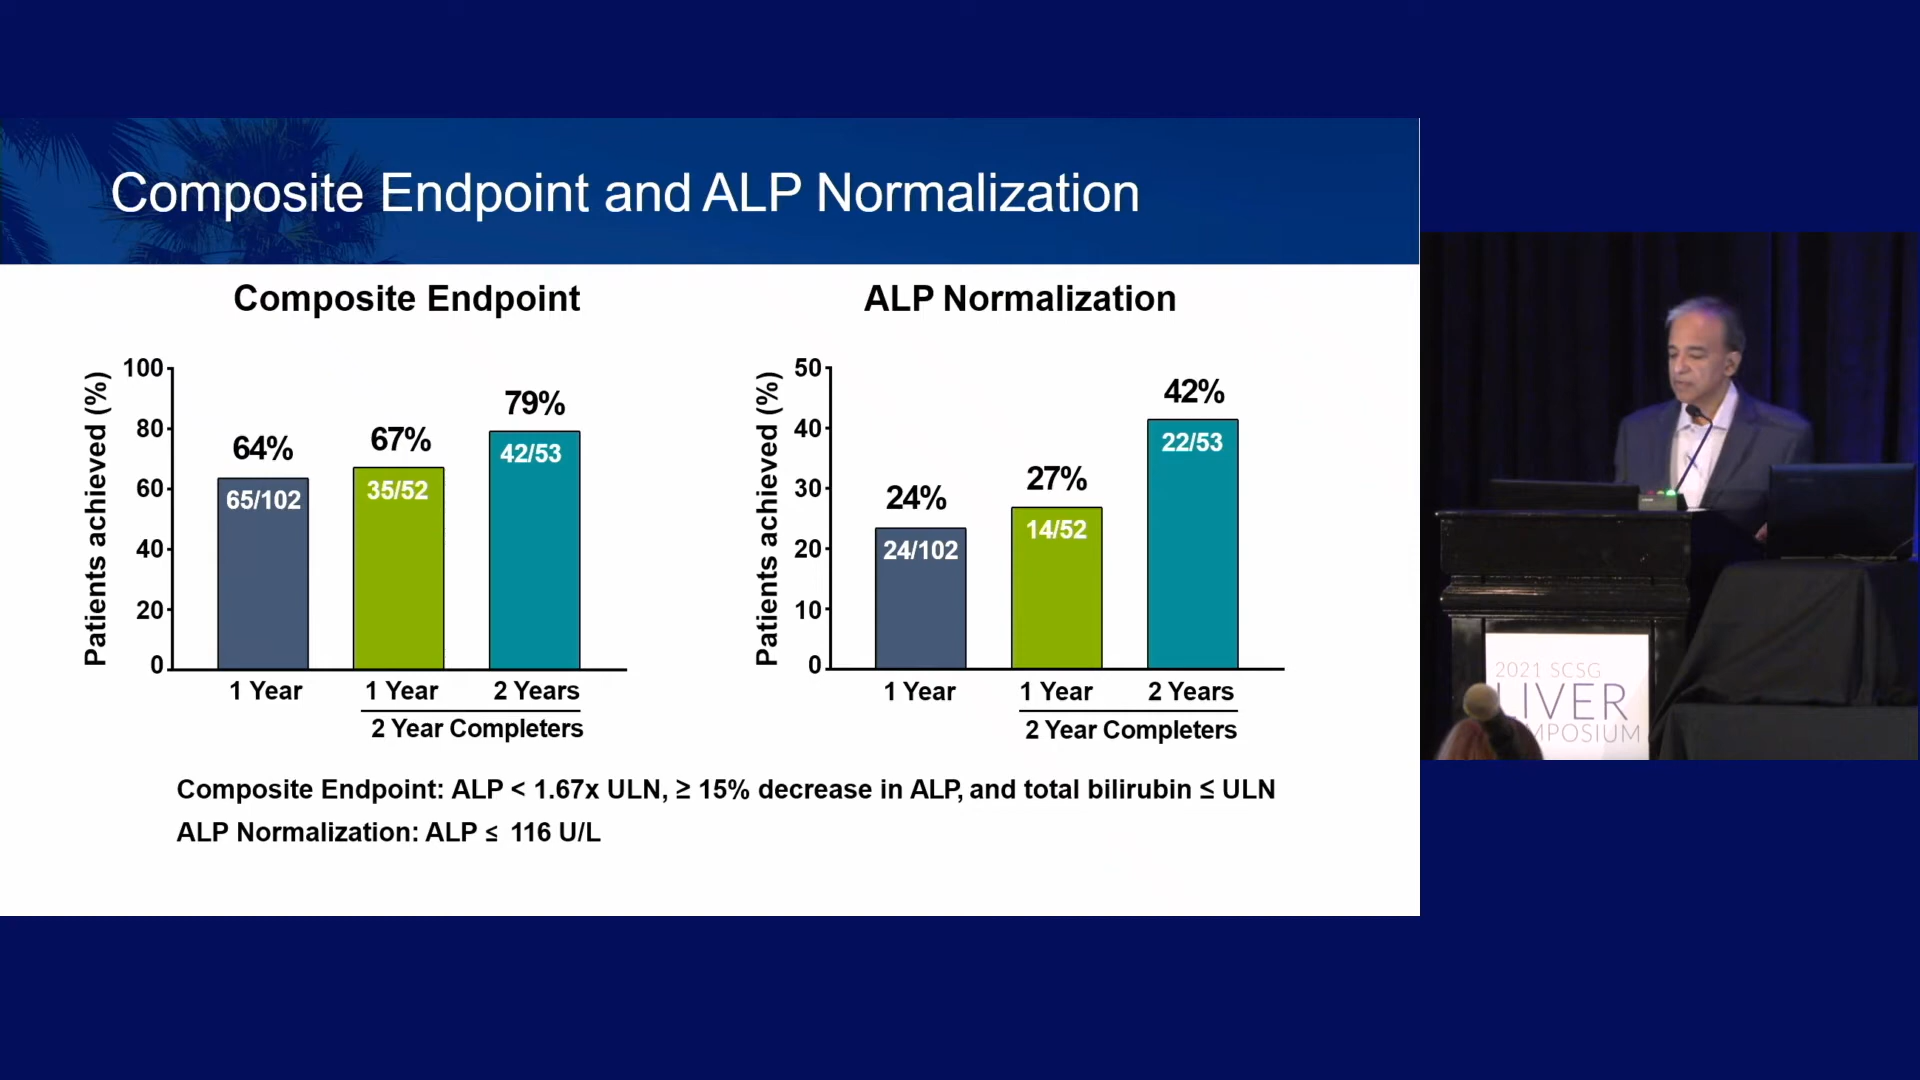 Composite Endpoint and ALP Normalization
Composite Endpoint
Patients achieved (%)
100
80
60
40
20
0
64%
65/102
67%
35/52
79%
42/53
1 Year
1 Year
2 Years
2 Year Completers
ALP Normalization
Patients achieved (%)
50
40
30
20
10
0
24%
24/102
27%
14/52
42%
22/53
1 Year
1 Year
2 Years
2 Year Completers
Composite Endpoint: ALP < 1.67x ULN, ≥ 15% decrease in ALP, and total bilirubin ≤ ULN
ALP Normalization: ALP ≤ 116 U/L
2021 SCSG
LIVER